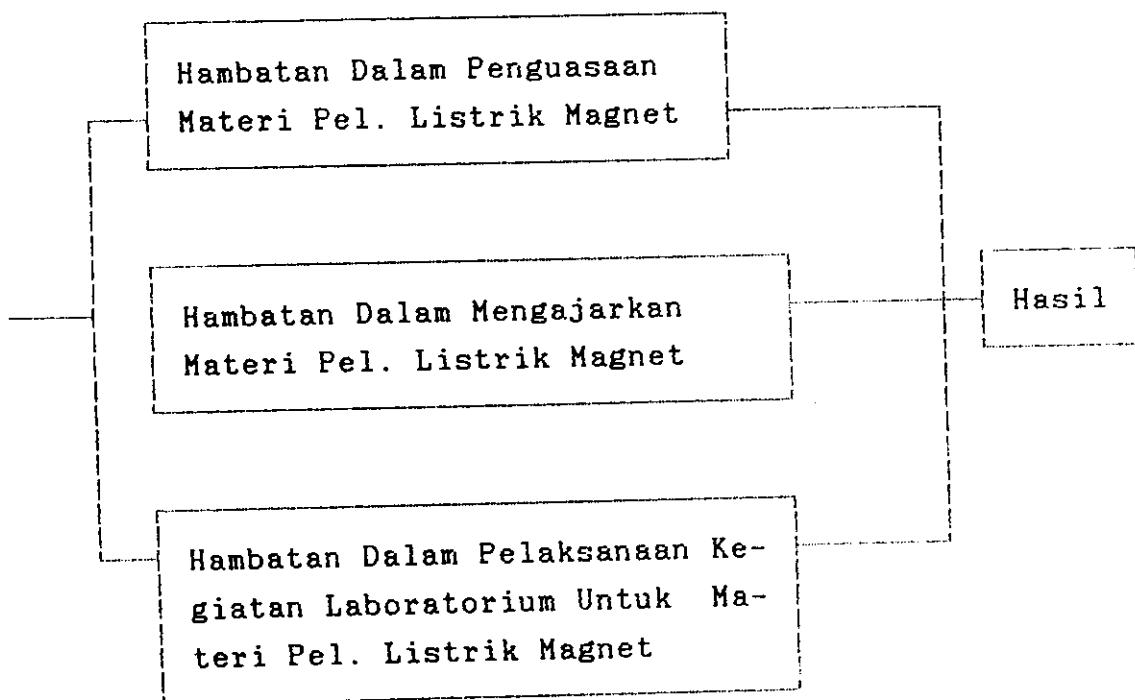 Hambatan Dalam Penguasaan
Materi Pel. Listrik Magnet
Hambatan Dalam Mengajarkan
Materi Pel. Listrik Magnet
Hasil
Hambatan Dalam Pelaksanaan Ke-
giatan Laboratorium Untuk Ma-
teri Pel. Listrik Magnet